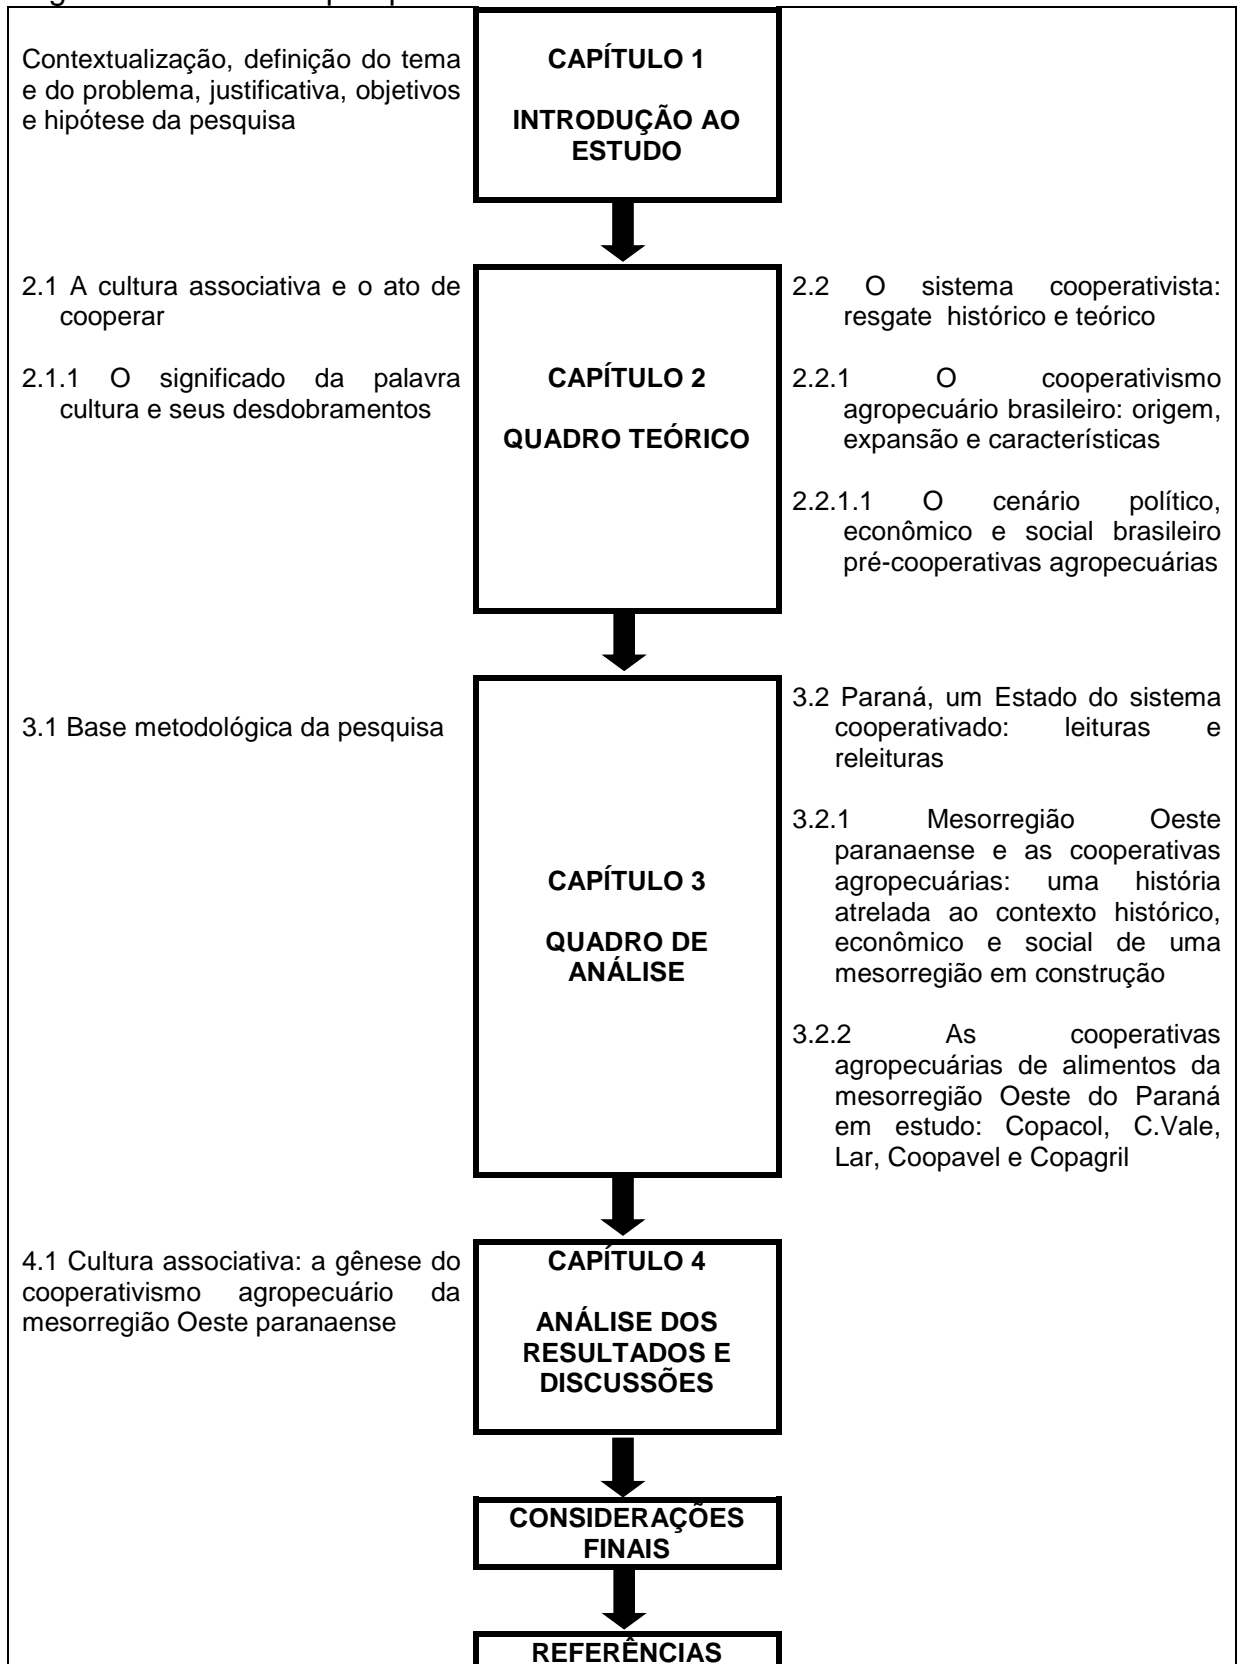 Contextualização, definição do tema
e do problema, justificativa, objetivos
e hipótese da pesquisa
CAPÍTULO 1
INTRODUÇÃO AO
ESTUDO
2.1 A cultura associativa e o ato de
cooperar
2.1.1 O significado da palavra
cultura e seus desdobramentos
CAPÍTULO 2
QUADRO TEÓRICO
2.2 O sistema cooperativista:
resgate histórico e teórico
2.2.1 O cooperativismo
agropecuário brasileiro: origem,
expansão e características
2.2.1.1 O cenário político,
econômico e social brasileiro
pré-cooperativas agropecuárias
3.1 Base metodológica da pesquisa
CAPÍTULO 3
QUADRO DE
ANÁLISE
3.2 Paraná, um Estado do sistema
cooperativado: leituras e
releituras
3.2.1 Mesorregião Oeste
paranaense e as cooperativas
agropecuárias: uma história
atrelada ao contexto histórico,
econômico e social de uma
mesorregião em construção
3.2.2 As cooperativas
agropecuárias de alimentos da
mesorregião Oeste do Paraná
em estudo: Copacol, C.Vale,
Lar, Coopavel e Copagril
4.1 Cultura associativa: a gênese do
cooperativismo agropecuário da
mesorregião Oeste paranaense
CAPÍTULO 4
ANÁLISE DOS
RESULTADOS E
DISCUSSÕES
CONSIDERAÇÕES
FINAIS
REFERÊNCIAS